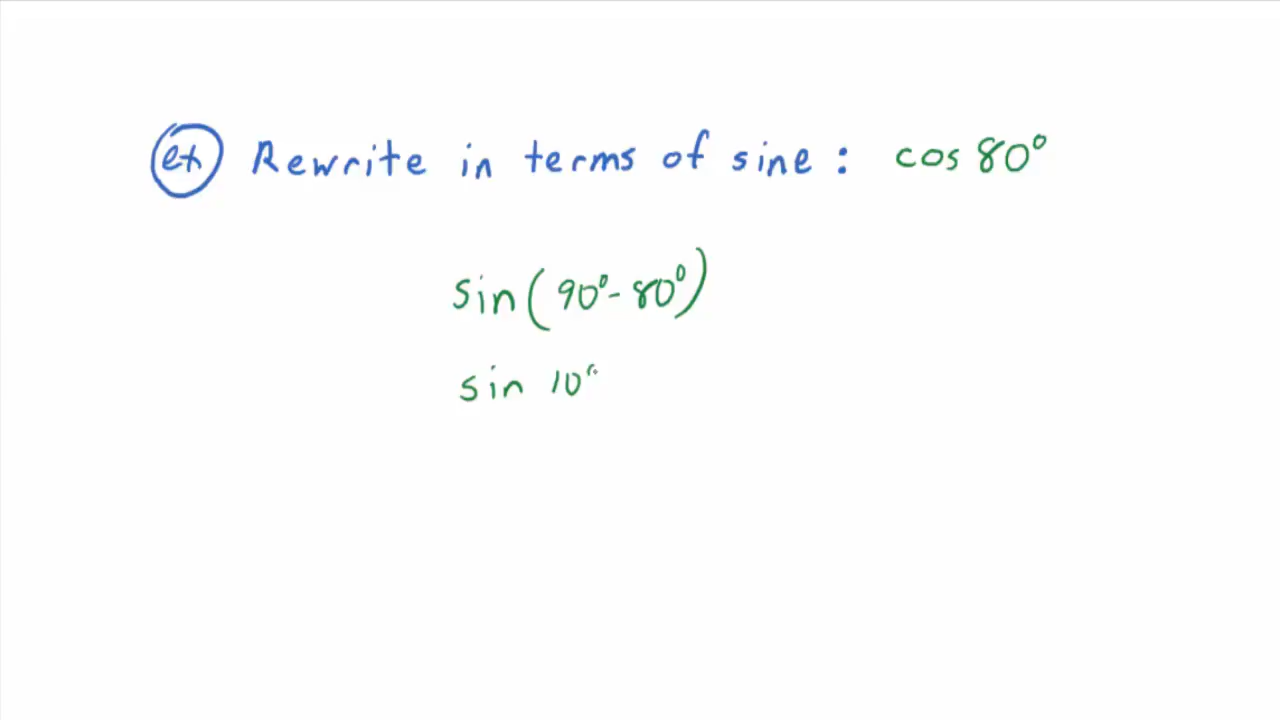 ex Rewrite in terms of sine : cos 80°
sin ( 90° - 80° )
sin 10°